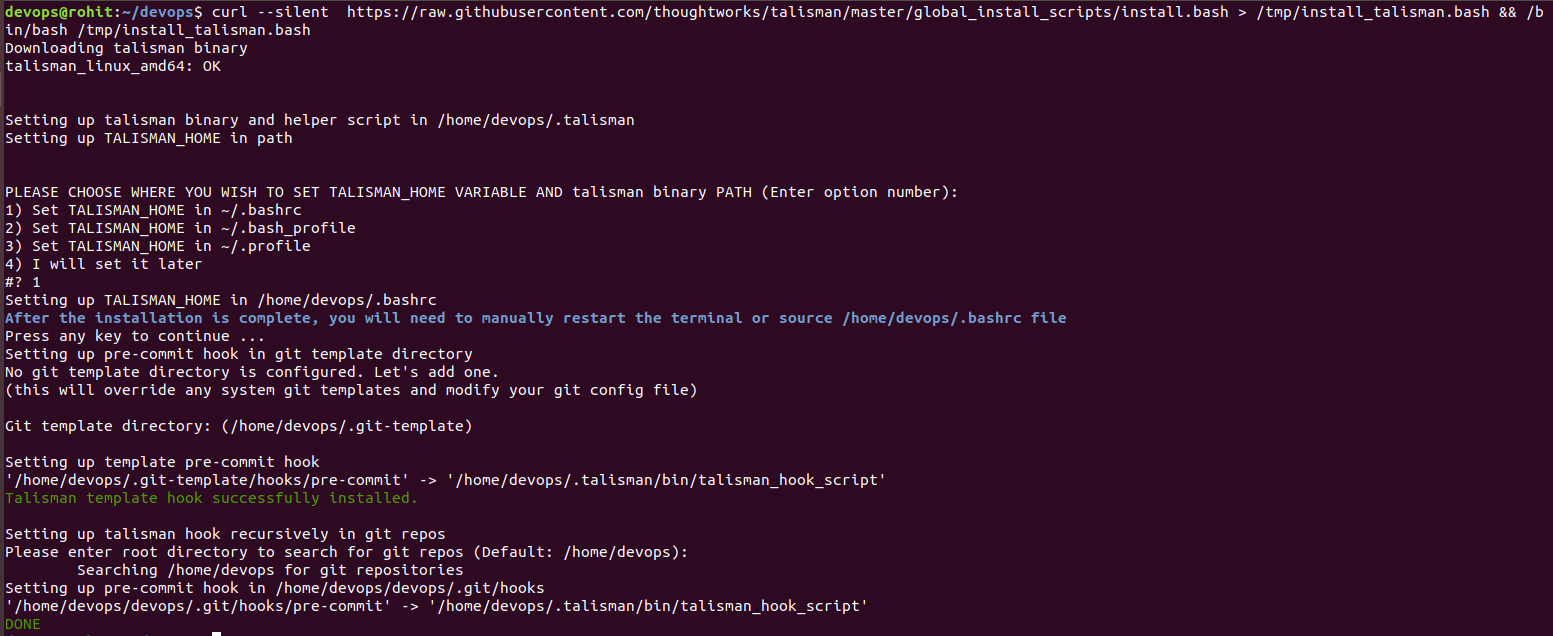 devops@rohit:~/devops$ curl --silent  https://raw.githubusercontent.com/thoughtworks/talisman/master/global_install_scripts/install.bash > /tmp/install_talisman.bash && /b
in/bash /tmp/install_talisman.bash
Downloading talisman binary
talisman_linux_amd64: OK
Setting up talisman binary and helper script in /home/devops/.talisman
Setting up TALISMAN_HOME in path
PLEASE CHOOSE WHERE YOU WISH TO SET TALISMAN_HOME VARIABLE AND talisman binary PATH (Enter option number):
1) Set TALISMAN_HOME in ~/.bashrc
2) Set TALISMAN_HOME in ~/.bash_profile
3) Set TALISMAN_HOME in ~/.profile
4) I will set it later
#? 1
Setting up TALISMAN_HOME in /home/devops/.bashrc
After the installation is complete, you will need to manually restart the terminal or source /home/devops/.bashrc file
Press any key to continue ...
Setting up pre-commit hook in git template directory
No git template directory is configured. Let's add one.
(this will override any system git templates and modify your git config file)
Git template directory: (/home/devops/.git-template)
Setting up template pre-commit hook
'/home/devops/.git-template/hooks/pre-commit' -> '/home/devops/.talisman/bin/talisman_hook_script'
Talisman template hook successfully installed.
Setting up talisman hook recursively in git repos
Please enter root directory to search for git repos (Default: /home/devops):
        Searching /home/devops for git repositories
Setting up pre-commit hook in /home/devops/devops/.git/hooks
'/home/devops/devops/.git/hooks/pre-commit' -> '/home/devops/.talisman/bin/talisman_hook_script'
DONE